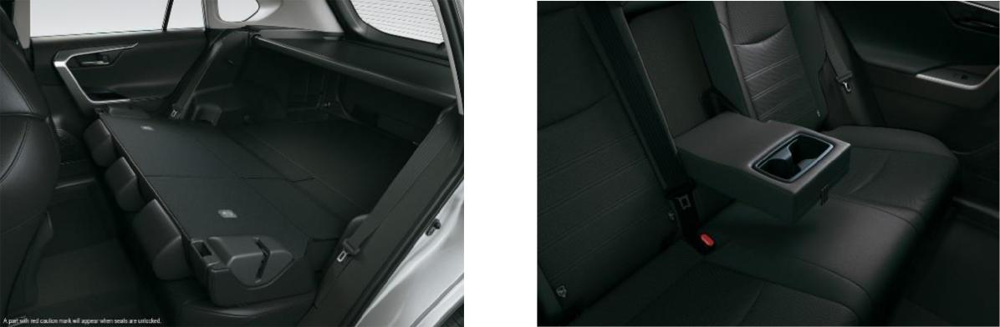 A part with red caution mark will appear when seats are unlocked.